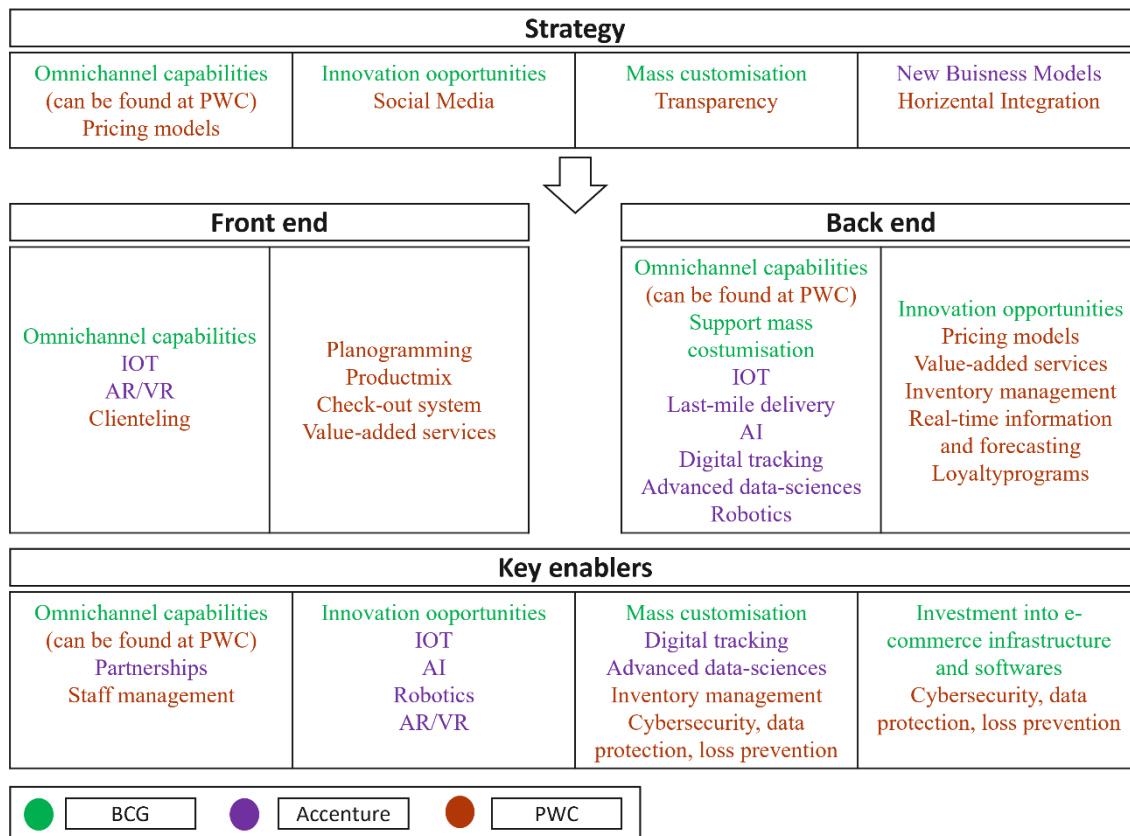 Strategy
Omnichannel capabilities
(can be found at PWC)
Pricing models
Innovation ooportunities
Social Media
Mass customisation
Transparency
New Buisness Models
Horizental Integration
Front end
Omnichannel capabilities
IOT
AR/VR
Clienteling
Planogramming
Productmix
Check-out system
Value-added services
Back end
Omnichannel capabilities
(can be found at PWC)
Support mass
costumisation
IOT
Last-mile delivery
AI
Digital tracking
Advanced data-sciences
Robotics
Innovation opportunities
Pricing models
Value-added services
Inventory management
Real-time information
and forecasting
Loyaltyprograms
Key enablers
Omnichannel capabilities
(can be found at PWC)
Partnerships
Staff management
Innovation ooportunities
IOT
AI
Robotics
AR/VR
Mass customisation
Digital tracking
Advanced data-sciences
Inventory management
Cybersecurity, data
protection, loss prevention
Investment into e-
commerce infrastructure
and softwares
Cybersecurity, data
protection, loss prevention
BCG
Accenture
PWC